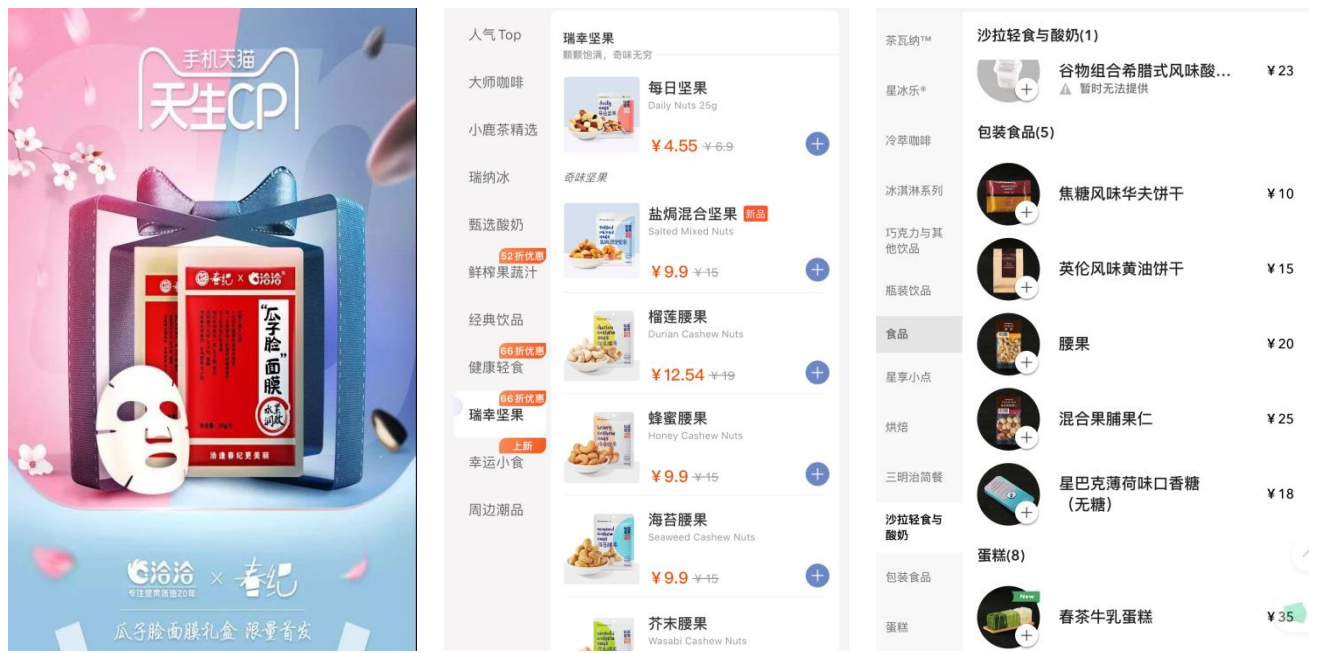 手机天猫
天生CP
春纪 × 洽洽
“瓜子脸”面膜
水素润致
洽逢春纪更美丽
洽洽 × 春纪
专注坚果质造20年
瓜子脸面膜礼盒 限量首发
人气 Top
大师咖啡
小鹿茶精选
瑞纳冰
甄选酸奶
52折优惠
鲜榨果蔬汁
经典饮品
66折优惠
健康轻食
66折优惠
瑞幸坚果
上新
幸运小食
周边潮品
瑞幸坚果
颗颗饱满，奇味无穷
每日坚果
Daily Nuts 25g
￥4.55 ￥6.9
奇味坚果
盐焗混合坚果 新品
Salted Mixed Nuts
￥9.9 ￥15
榴莲腰果
Durian Cashew Nuts
￥12.54 ￥19
蜂蜜腰果
Honey Cashew Nuts
￥9.9 ￥15
海苔腰果
Seaweed Cashew Nuts
￥9.9 ￥15
芥末腰果
Wasabi Cashew Nuts
茶瓦纳™
星冰乐®
冷萃咖啡
冰淇淋系列
巧克力与其
他饮品
瓶装饮品
食品
星享小点
烘焙
三明治简餐
沙拉轻食与
酸奶
包装食品
蛋糕
沙拉轻食与酸奶(1)
谷物组合希腊式风味酸... ￥23
暂时无法提供
包装食品(5)
焦糖风味华夫饼干 ￥10
英伦风味黄油饼干 ￥15
腰果 ￥20
混合果脯果仁 ￥25
星巴克薄荷味口香糖
（无糖） ￥18
蛋糕(8)
New
春茶牛乳蛋糕 ￥35